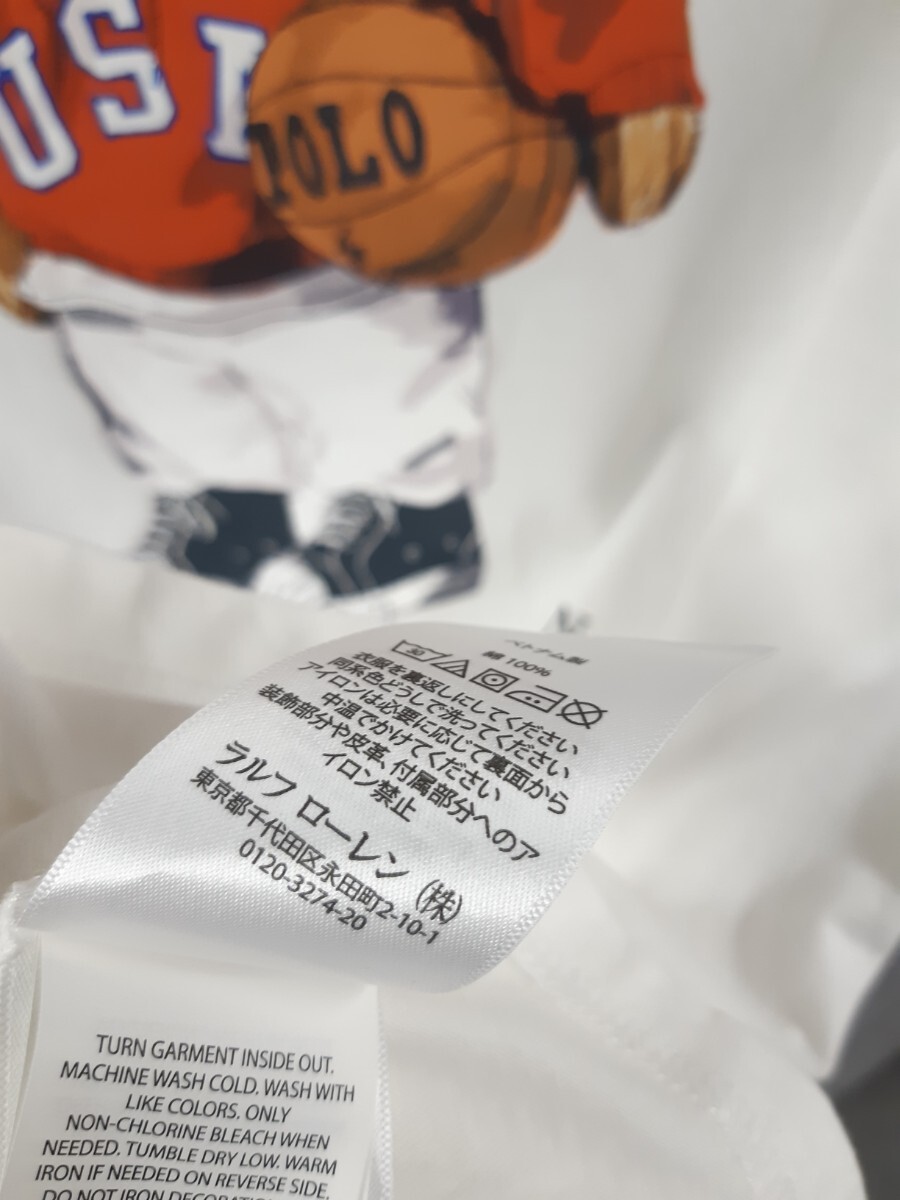 US
POLO
ベトナム製
綿 100%
30
衣服を裏返しにしてください
同系色どうしで洗ってください
アイロンは必要に応じて裏面から
中温でかけてください
装飾部分や皮革、付属部分へのア
イロン禁止
ラルフ ローレン (株)
東京都千代田区永田町2-10-1
0120-3274-20
TURN GARMENT INSIDE OUT.
MACHINE WASH COLD. WASH WITH
LIKE COLORS. ONLY
NON-CHLORINE BLEACH WHEN
NEEDED. TUMBLE DRY LOW. WARM
IRON IF NEEDED ON REVERSE SIDE.
DO NOT IRON